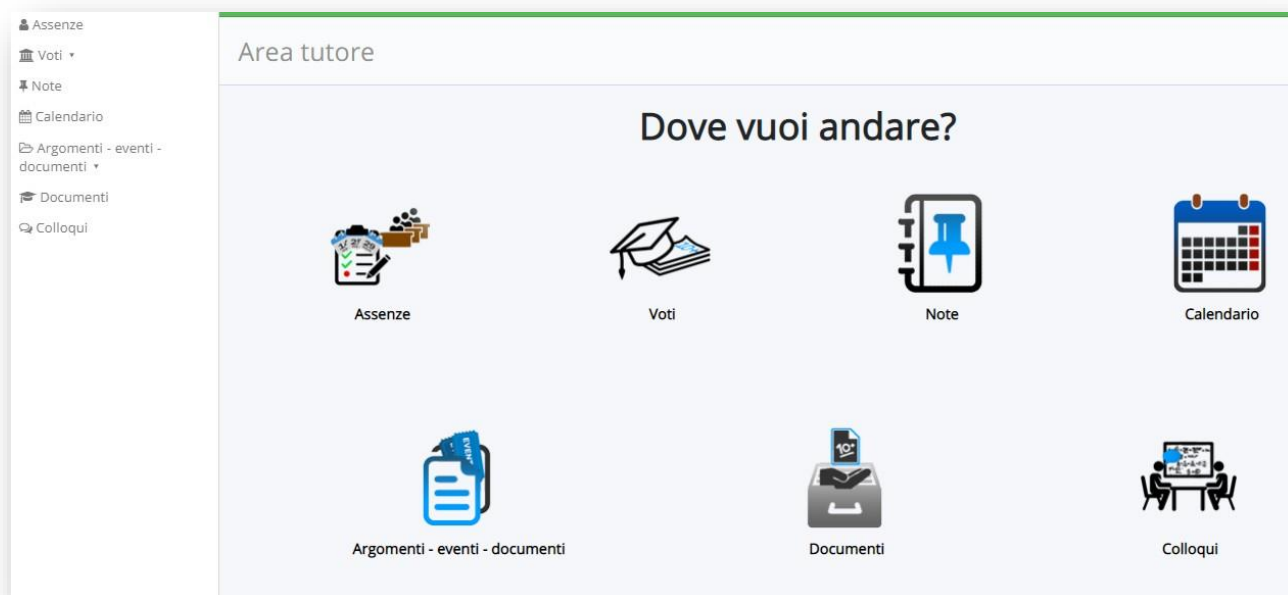 Assenze
Voti
Note
Calendario
Argomenti - eventi -
documenti
Documenti
Colloqui
Area tutore
Dove vuoi andare?
Assenze
Voti
Note
Calendario
EVEN
Argomenti - eventi - documenti
Documenti
Colloqui